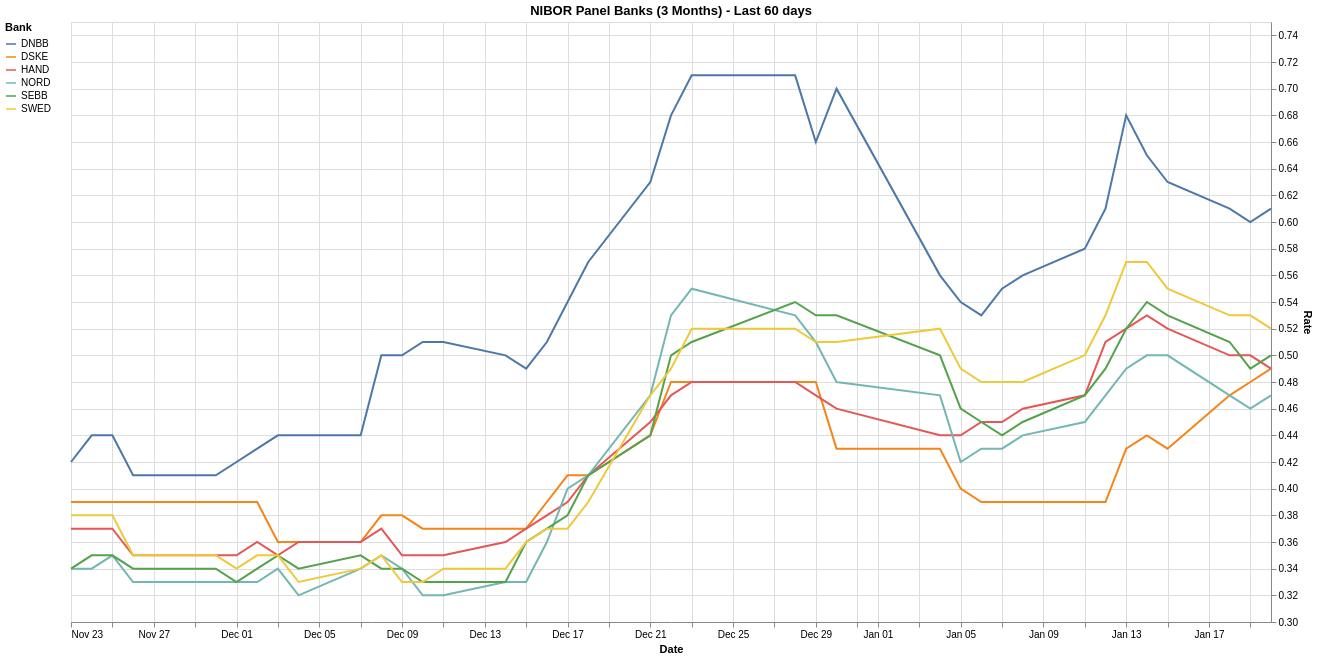 NIBOR Panel Banks (3 Months) - Last 60 days
Bank
DNBB
DSKE
HAND
NORD
SEBB
SWED
0.74
0.72
0.70
0.68
0.66
0.64
0.62
0.60
0.58
0.56
0.54
0.52
0.50
0.48
0.46
0.44
0.42
0.40
0.38
0.36
0.34
0.32
0.30
Rate
Nov 23 Nov 27 Dec 01 Dec 05 Dec 09 Dec 13 Dec 17 Dec 21 Dec 25 Dec 29 Jan 01 Jan 05 Jan 09 Jan 13 Jan 17
Date